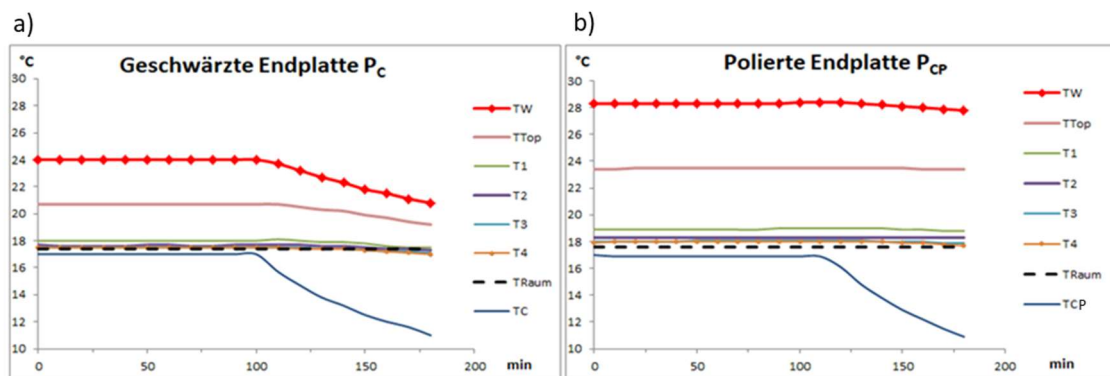 a)
°C
Geschwärzte Endplatte PC
30
28
26
24
22
20
18
16
14
12
10
0
50
100
150
200
min
TW
TTop
T1
T2
T3
T4
TRaum
TC
b)
°C
Polierte Endplatte PCP
30
28
26
24
22
20
18
16
14
12
10
0
50
100
150
200
min
TW
TTop
T1
T2
T3
T4
TRaum
TCP